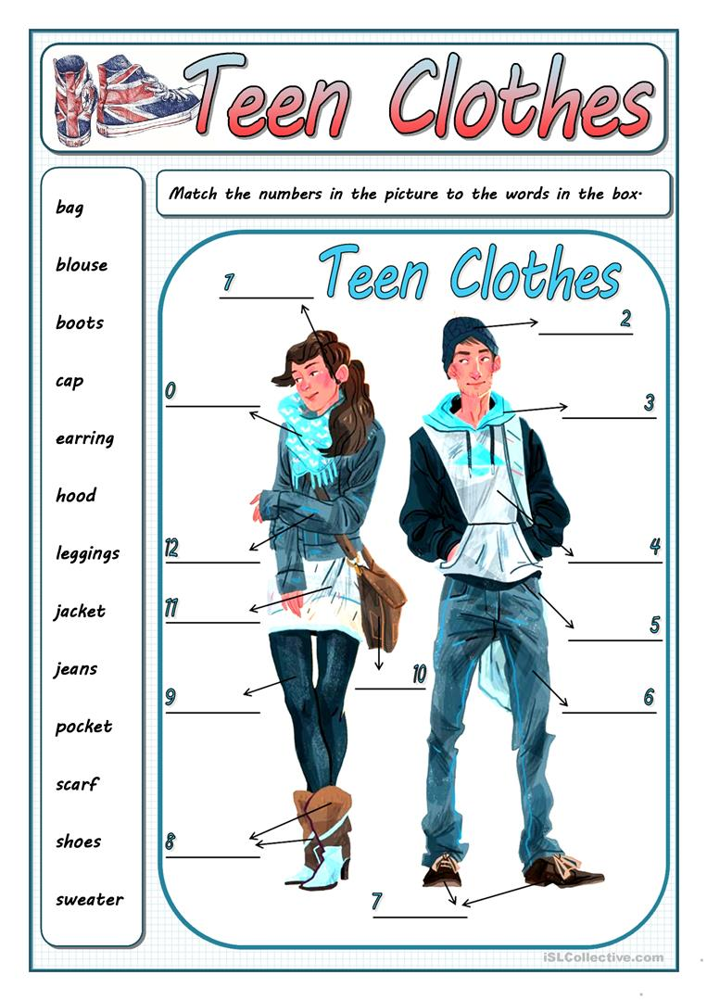 Teen Clothes
Match the numbers in the picture to the words in the box.
bag
blouse
boots
cap
earring
hood
leggings
jacket
jeans
pocket
scarf
shoes
sweater
Teen Clothes
1
2
0
3
12
4
11
5
10
9
6
8
7
iSLCollective.com